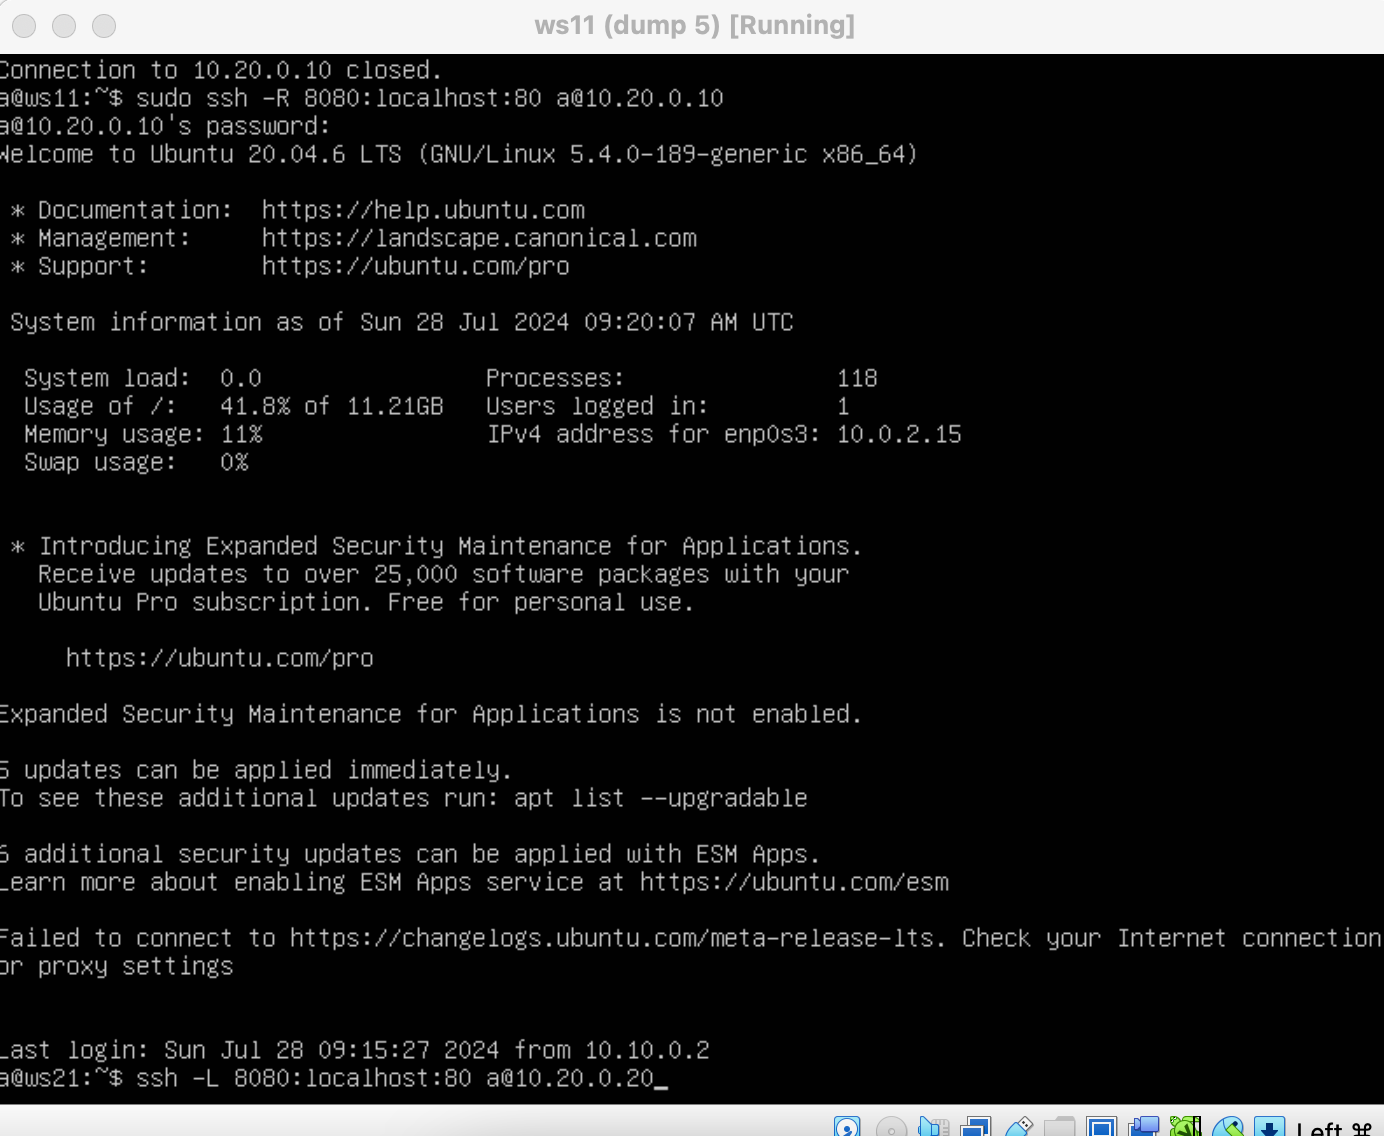 ws11 (dump 5) [Running]
Connection to 10.20.0.10 closed.
a@ws11:~$ sudo ssh -R 8080:localhost:80 a@10.20.0.10
a@10.20.0.10's password:
Welcome to Ubuntu 20.04.6 LTS (GNU/Linux 5.4.0-189-generic x86_64)
* Documentation: https://help.ubuntu.com
* Management: https://landscape.canonical.com
* Support: https://ubuntu.com/pro
System information as of Sun 28 Jul 2024 09:20:07 AM UTC
System load: 0.0 Processes: 118
Usage of /: 41.8% of 11.21GB Users logged in: 1
Memory usage: 11% IPv4 address for enp0s3: 10.0.2.15
Swap usage: 0%
* Introducing Expanded Security Maintenance for Applications.
Receive updates to over 25,000 software packages with your
Ubuntu Pro subscription. Free for personal use.
https://ubuntu.com/pro
Expanded Security Maintenance for Applications is not enabled.
5 updates can be applied immediately.
To see these additional updates run: apt list --upgradable
6 additional security updates can be applied with ESM Apps.
Learn more about enabling ESM Apps service at https://ubuntu.com/esm
Failed to connect to https://changelogs.ubuntu.com/meta-release-lts. Check your Internet connection
or proxy settings
Last login: Sun Jul 28 09:15:27 2024 from 10.10.0.2
a@ws21:~$ ssh -L 8080:localhost:80 a@10.20.0.20_
Left ⌘